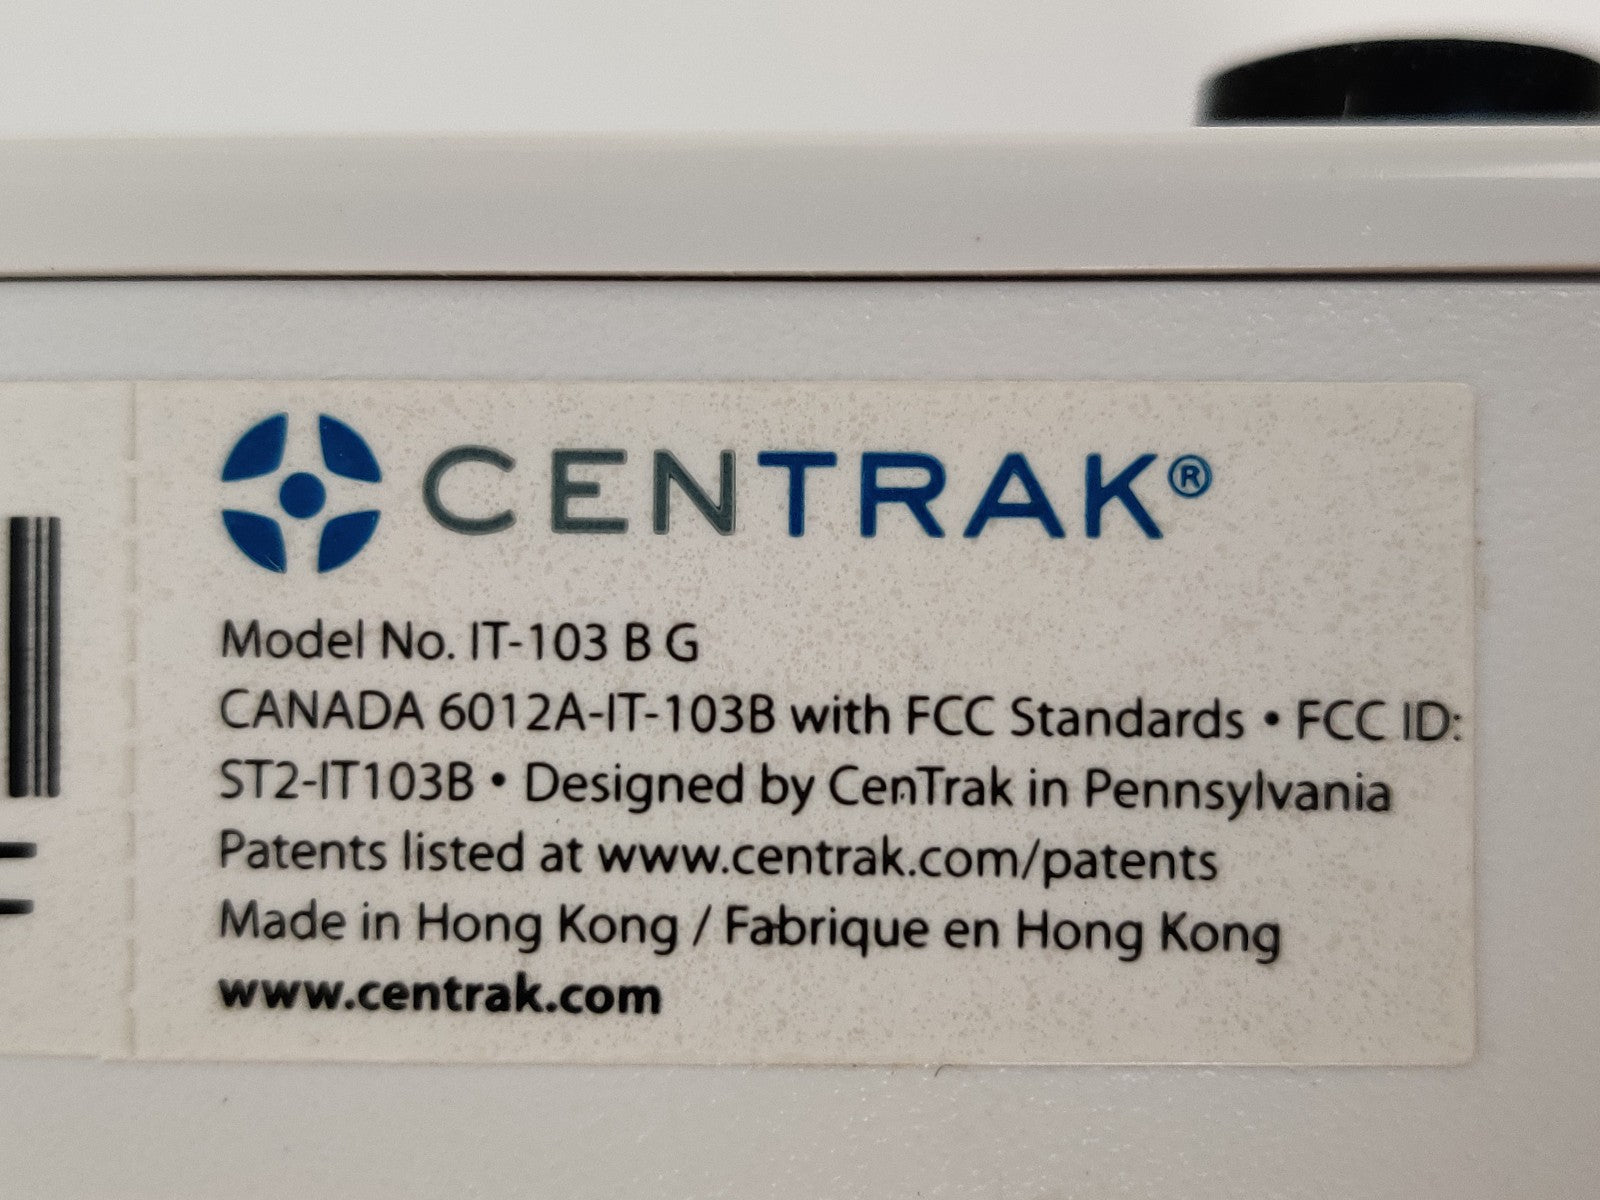 CENTRAK®
Model No. IT-103 B G
CANADA 6012A-IT-103B with FCC Standards • FCC ID:
ST2-IT103B • Designed by CenTrak in Pennsylvania
Patents listed at www.centrak.com/patents
Made in Hong Kong / Fabrique en Hong Kong
www.centrak.com